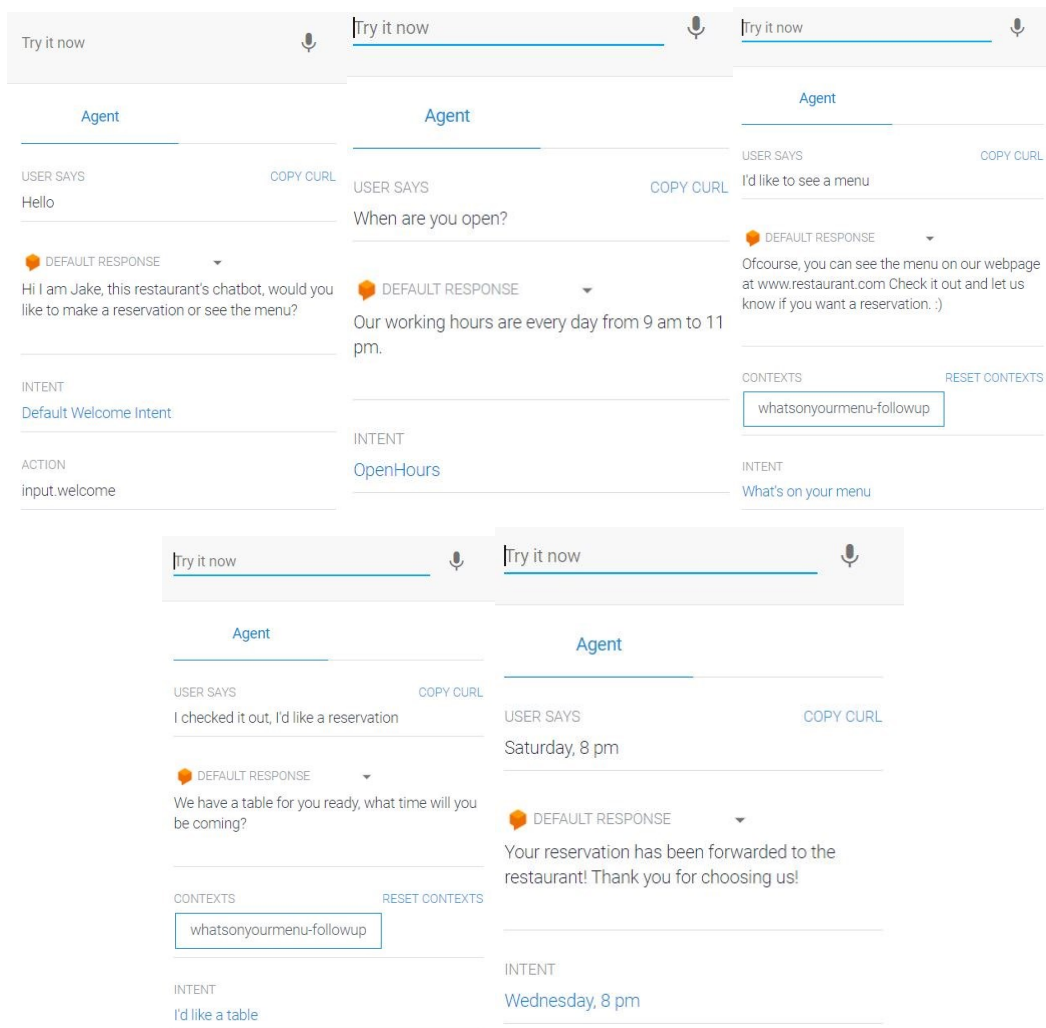 Try it now
Agent
USER SAYS COPY CURL
Hello
DEFAULT RESPONSE
Hi I am Jake, this restaurant's chatbot, would you
like to make a reservation or see the menu?
INTENT
Default Welcome Intent
ACTION
input.welcome
Try it now
Agent
USER SAYS COPY CURL
When are you open?
DEFAULT RESPONSE
Our working hours are every day from 9 am to 11
pm.
INTENT
OpenHours
Try it now
Agent
USER SAYS COPY CURL
I'd like to see a menu
DEFAULT RESPONSE
Ofcourse, you can see the menu on our webpage
at www.restaurant.com Check it out and let us
know if you want a reservation. :)
CONTEXTS RESET CONTEXTS
whatsonyourmenu-followup
INTENT
What's on your menu
Try it now
Agent
USER SAYS COPY CURL
I checked it out, I'd like a reservation
DEFAULT RESPONSE
We have a table for you ready, what time will you
be coming?
CONTEXTS RESET CONTEXTS
whatsonyourmenu-followup
INTENT
I'd like a table
Try it now
Agent
USER SAYS COPY CURL
Saturday, 8 pm
DEFAULT RESPONSE
Your reservation has been forwarded to the
restaurant! Thank you for choosing us!
INTENT
Wednesday, 8 pm